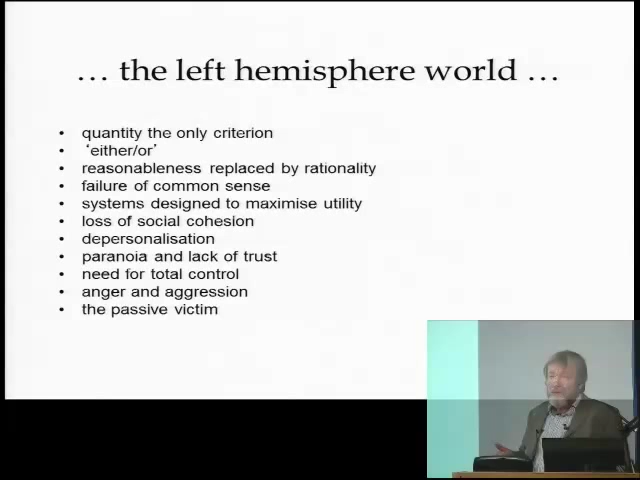 … the left hemisphere world …
• quantity the only criterion
• ‘either/or’
• reasonableness replaced by rationality
• failure of common sense
• systems designed to maximise utility
• loss of social cohesion
• depersonalisation
• paranoia and lack of trust
• need for total control
• anger and aggression
• the passive victim